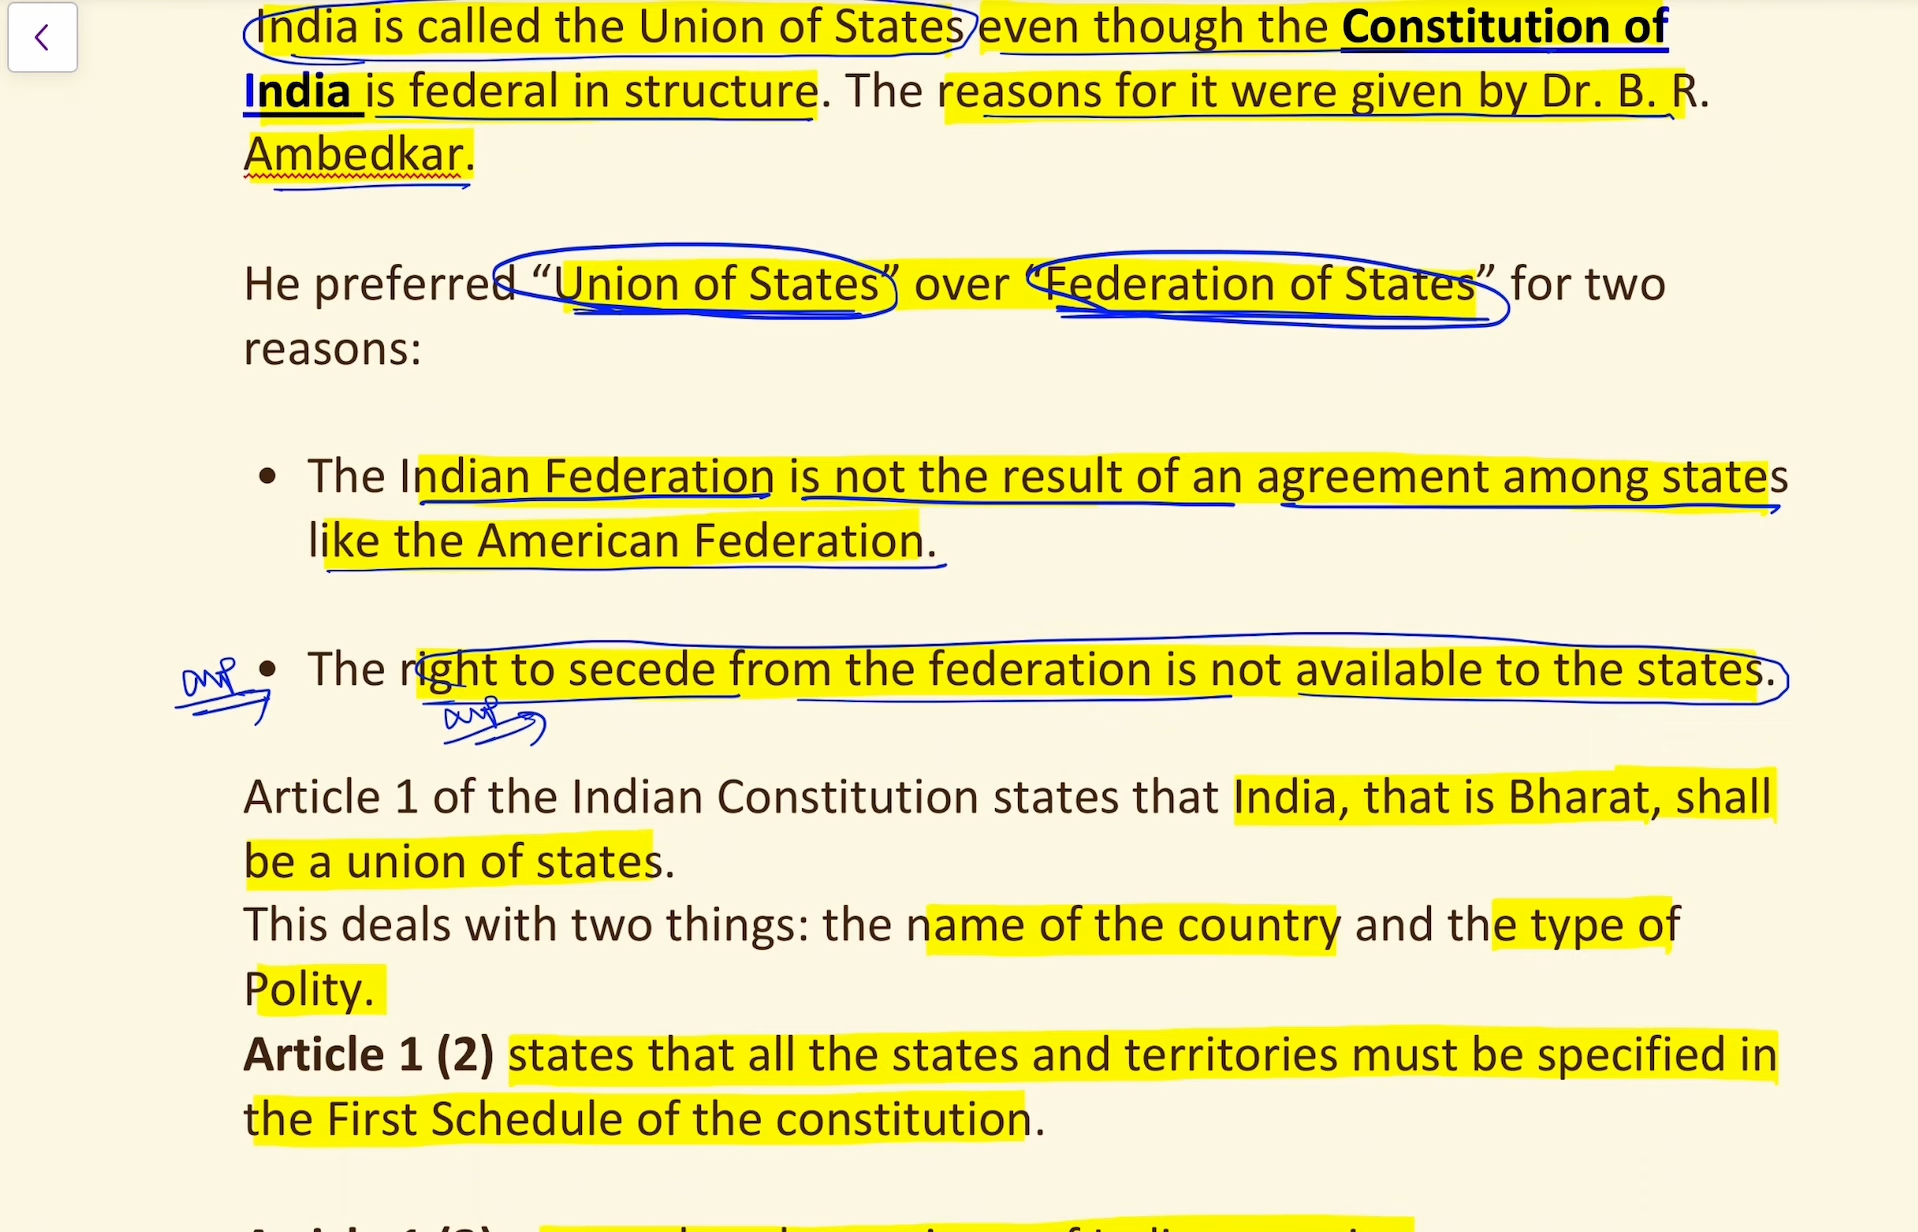 India is called the Union of States even though the Constitution of
India is federal in structure. The reasons for it were given by Dr. B. R.
Ambedkar.
He preferred “Union of States” over “Federation of States” for two
reasons:
• The Indian Federation is not the result of an agreement among states
like the American Federation.
• The right to secede from the federation is not available to the states.
Article 1 of the Indian Constitution states that India, that is Bharat, shall
be a union of states.
This deals with two things: the name of the country and the type of
Polity.
Article 1 (2) states that all the states and territories must be specified in
the First Schedule of the constitution.